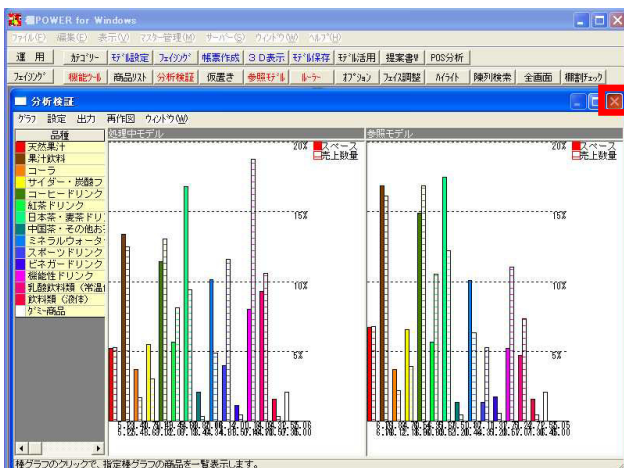 棚POWER for Windows
ファイル(F) 編集(E) 表示(V) マスター管理(M) サーバー(S) ウィンドウ(W) ヘルプ(H)
運 用 カテゴリー モデル設定 フェイシング 帳票作成 3D表示 モデル保存 モデル活用 提案書W POS分析
フェイシング 機能ツール 商品リスト 分析検証 仮置き 参照モデル ルーラー オプション フェイス調整 ハイライト 陳列検索 全画面 棚割チェック
分析検証
グラフ 設定 出力 再作図 ウィンドウ(W)
品種
天然果汁
果汁飲料
コーラ
サイダー・炭酸フ
コーヒードリンク
紅茶ドリンク
日本茶・麦茶ドリ
中国茶・その他お
ミネラルウォータ
スポーツドリンク
ビネガードリンク
機能性ドリンク
乳酸飲料類(常温
飲料類(液体)
ダミー商品
処理中モデル
20%
スペース
売上数量
15%
10%
5%
参照モデル
20%
スペース
売上数量
15%
10%
5%
棒グラフのクリックで、指定棒グラフの商品を一覧表示します。